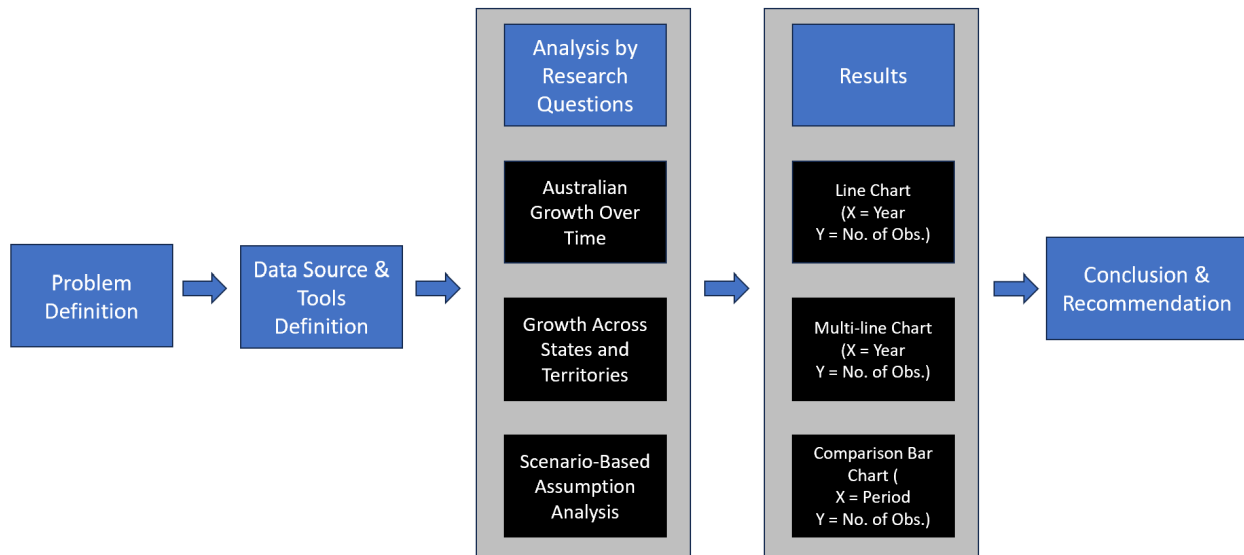 Problem
Definition
Data Source &
Tools
Definition
Analysis by
Research
Questions
Australian
Growth Over
Time
Growth Across
States and
Territories
Scenario-Based
Assumption
Analysis
Results
Line Chart
(X = Year
Y = No. of Obs.)
Multi-line Chart
(X = Year
Y = No. of Obs.)
Comparison Bar
Chart (
X = Period
Y = No. of Obs.)
Conclusion &
Recommendation